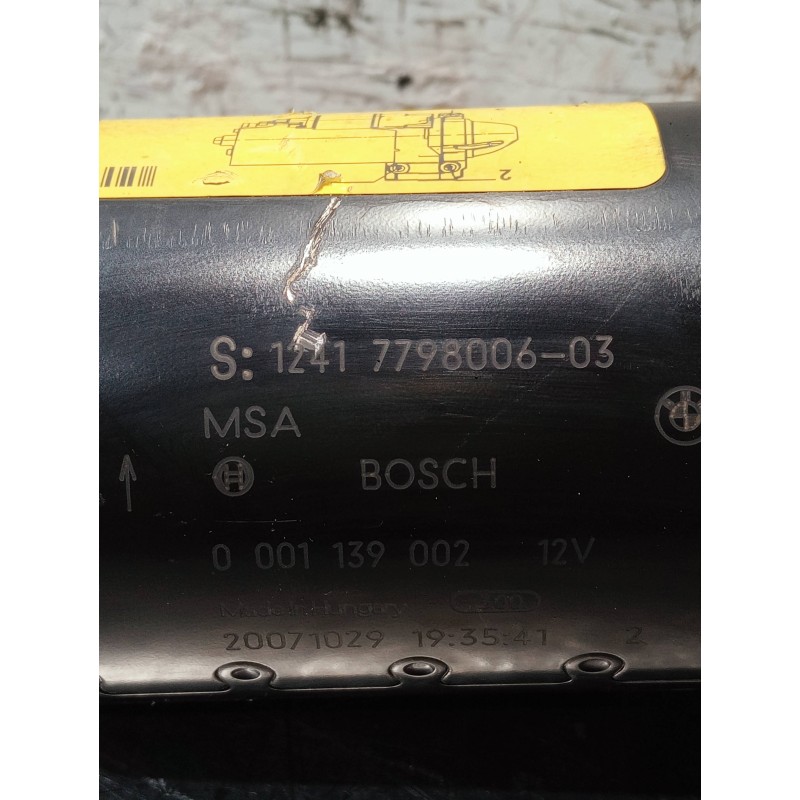 2
S: 1241 7798006-03
MSA
BOSCH
0 001 139 002 12V
Made in Hungary
20071029 19:35:41 2